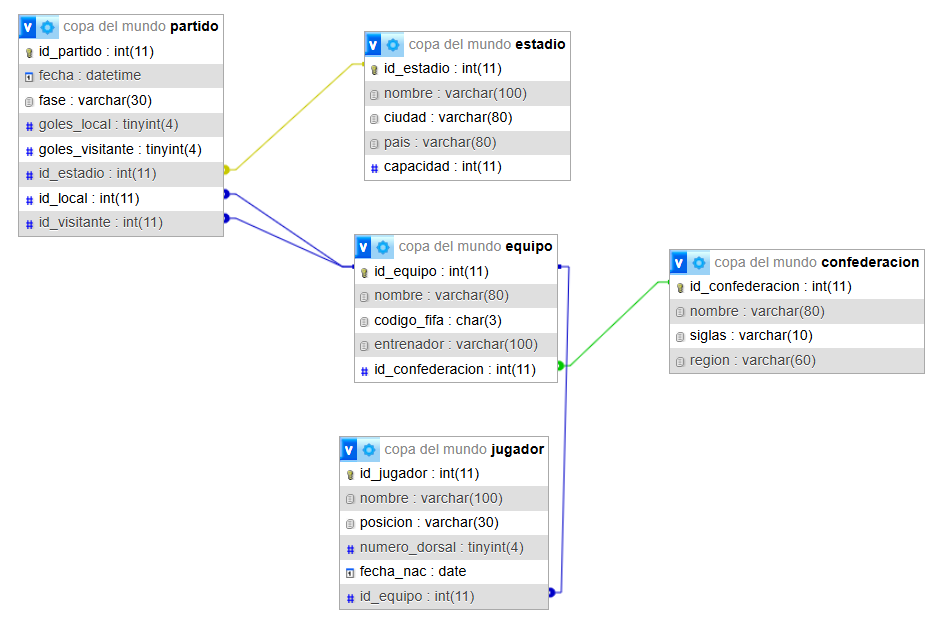 v copa del mundo partido
id_partido : int(11)
fecha : datetime
fase : varchar(30)
# goles_local : tinyint(4)
# goles_visitante : tinyint(4)
# id_estadio : int(11)
# id_local : int(11)
# id_visitante : int(11)
v copa del mundo estadio
id_estadio : int(11)
nombre : varchar(100)
ciudad : varchar(80)
pais : varchar(80)
# capacidad : int(11)
v copa del mundo equipo
id_equipo : int(11)
nombre : varchar(80)
codigo_fifa : char(3)
entrenador : varchar(100)
# id_confederacion : int(11)
v copa del mundo confederacion
id_confederacion : int(11)
nombre : varchar(80)
siglas : varchar(10)
region : varchar(60)
v copa del mundo jugador
id_jugador : int(11)
nombre : varchar(100)
posicion : varchar(30)
# numero_dorsal : tinyint(4)
fecha_nac : date
# id_equipo : int(11)